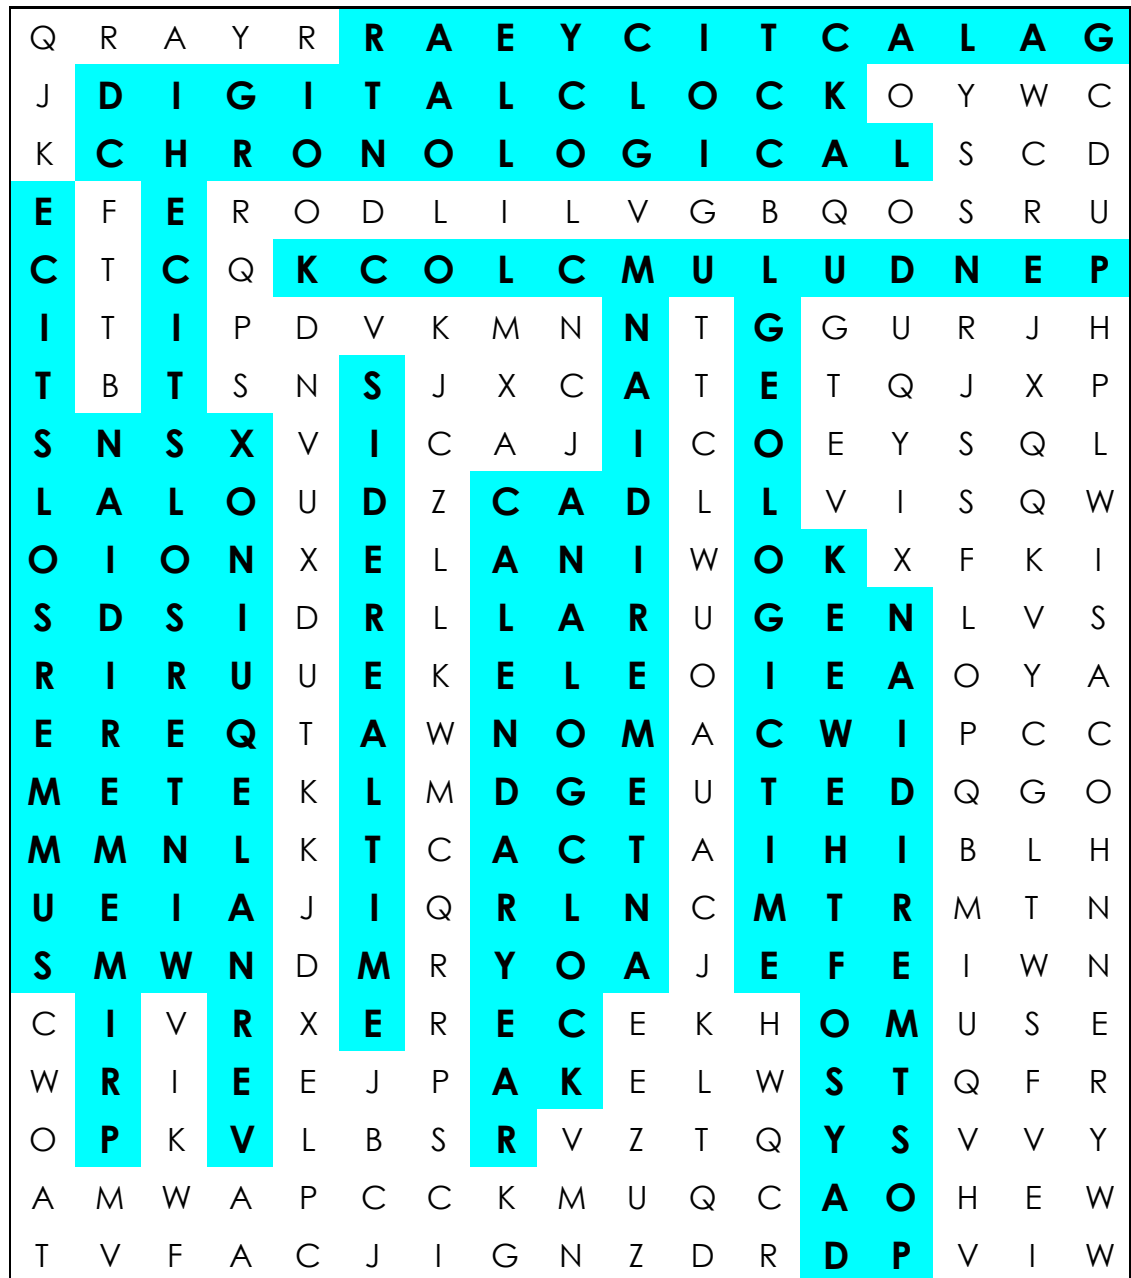 Q R A Y R R A E Y C I T C A L A G
J D I G I T A L C L O C K O Y W C
K C H R O N O L O G I C A L S C D
E F E R O D L I L V G B Q O S R U
C T C Q K C O L C M U L U D N E P
I T I P D V K M N N T G G U R J H
T B T S N S J X C A T E T Q J X P
S N S X V I C A J I C O E Y S Q L
L A L O U D Z C A D L L V I S Q W
O I O N X E L A N I W O K X F K I
S D S I D R L L A R U G E N L V S
R I R U U E K E L E O I E A O Y A
E R E Q T A W N O M A C W I P C C
M E T E K L M D G E U T E D Q G O
M M N L K T C A C T A I H I B L H
U E I A J I Q R L N C M T R M T N
S M W N D M R Y O A J E F E I W N
C I V R X E R E C E K H O M U S E
W R I E E J P A K E L W S T Q F R
O P K V L B S R V Z T Q Y S V V Y
A M W A P C C K M U Q C A O H E W
T V F A C J I G N Z D R D P V I W